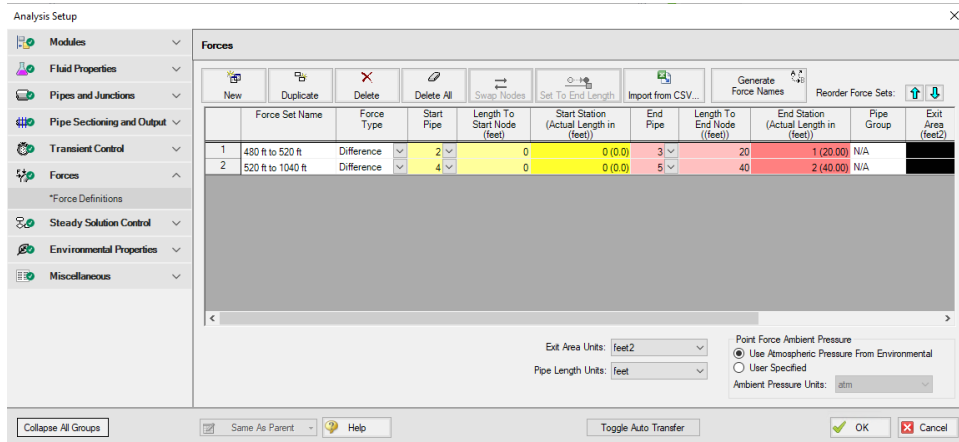 Analysis Setup
Modules
Fluid Properties
Pipes and Junctions
Pipe Sectioning and Output
Transient Control
Forces
*Force Definitions
Steady Solution Control
Environmental Properties
Miscellaneous
Forces
New
Duplicate
Delete
Delete All
Swap Nodes
Set To End Length
Import from CSV...
Generate
Force Names
Reorder Force Sets:
Force Set Name
Force
Type
Start
Pipe
Length To
Start Node
(feet)
Start Station
(Actual Length in
(feet))
End
Pipe
Length To
End Node
((feet))
End Station
(Actual Length in
(feet))
Pipe
Group
Exit
Area
(feet2)
1 480 ft to 520 ft Difference 2 0 0 (0.0) 3 20 1 (20.00) N/A
2 520 ft to 1040 ft Difference 4 0 0 (0.0) 5 40 2 (40.00) N/A
Exit Area Units: feet2
Pipe Length Units: feet
Point Force Ambient Pressure
Use Atmospheric Pressure From Environmental
User Specified
Ambient Pressure Units: atm
Collapse All Groups
Same As Parent
Help
Toggle Auto Transfer
OK
Cancel